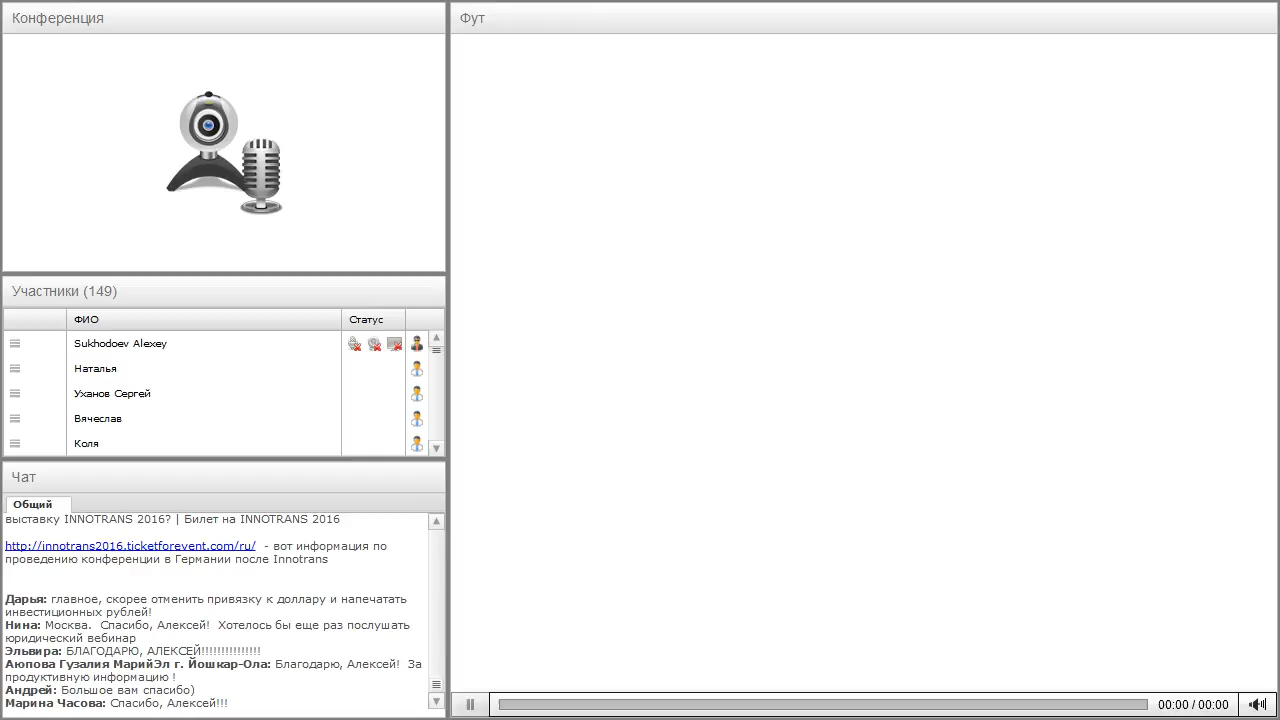 Конференция
Фут
Участники (149)
ФИО
Статус
Sukhodoev Alexey
Наталья
Уханов Сергей
Вячеслав
Коля
Чат
Общий
выставку INNOTRANS 2016? | Билет на INNOTRANS 2016
http://innotrans2016.ticketforevent.com/ru/ - вот информация по
проведению конференции в Германии после Innotrans
Дарья: главное, скорее отменить привязку к доллару и напечатать
инвестиционных рублей!
Нина: Москва. Спасибо, Алексей! Хотелось бы еще раз послушать
юридический вебинар
Эльвира: БЛАГОДАРЮ, АЛЕКСЕЙ!!!!!!!!!!!!!!!
Аюпова Гузалия МарийЭл г. Йошкар-Ола: Благодарю, Алексей! За
продуктивную информацию !
Андрей: Большое вам спасибо)
Марина Часова: Спасибо, Алексей!!!
00:00 / 00:00